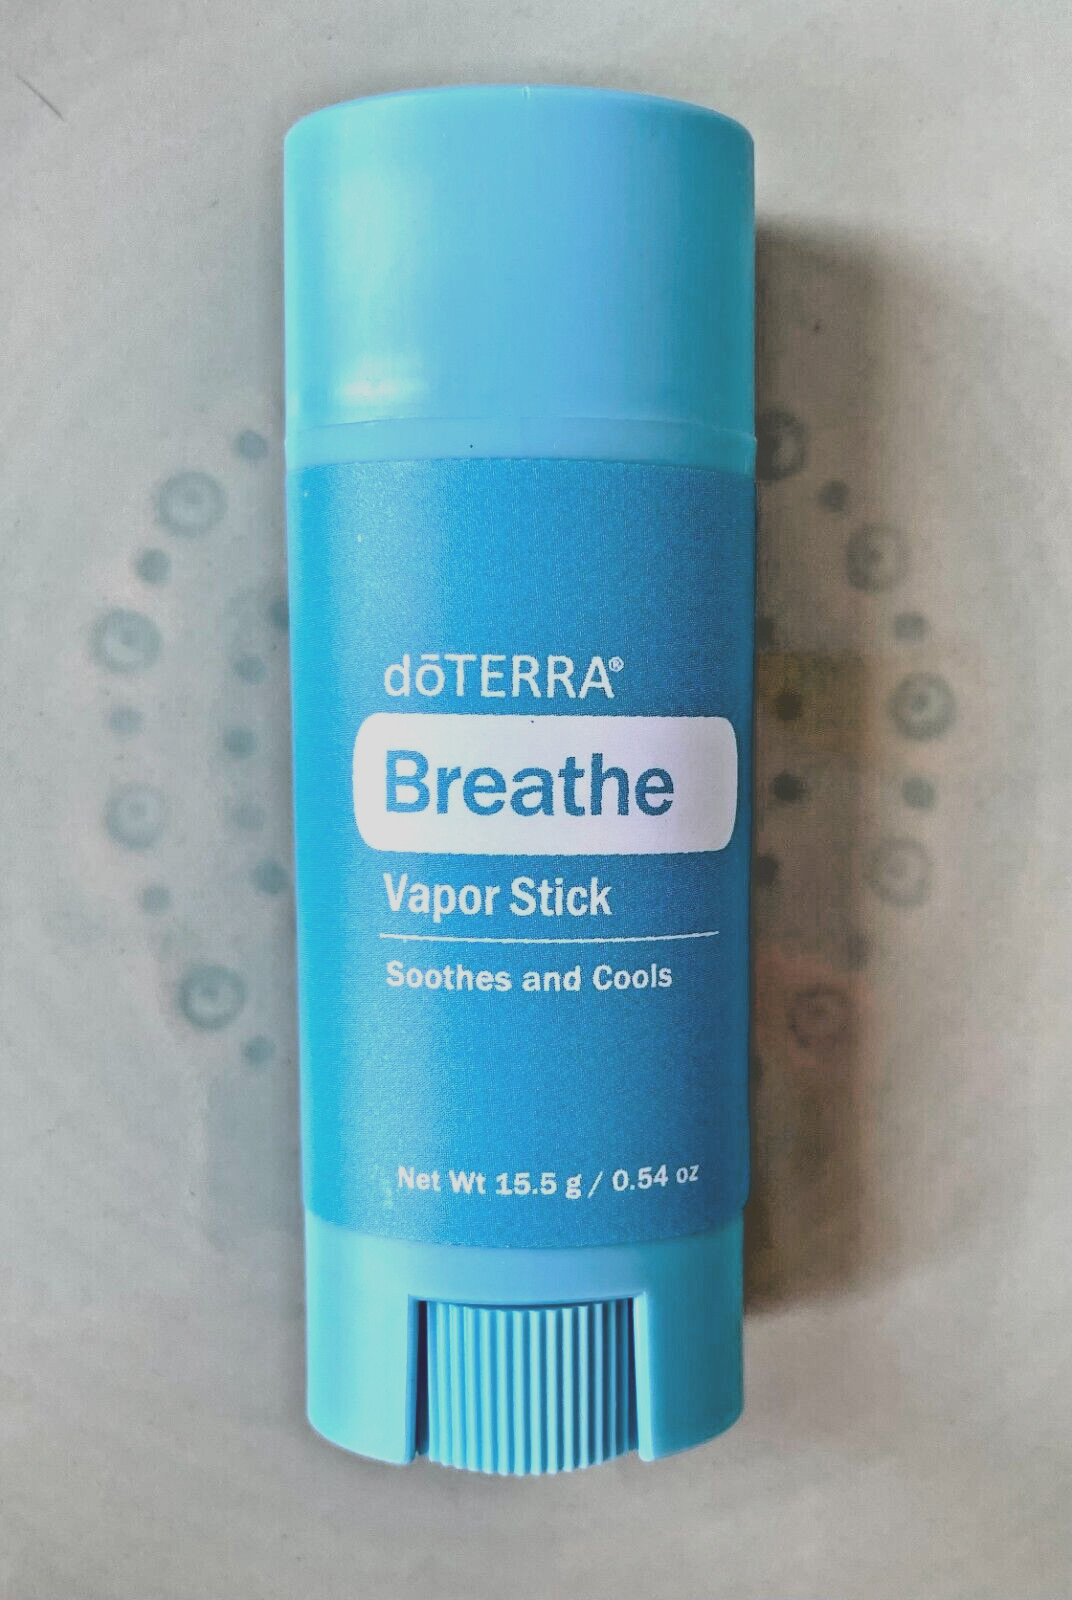 dōTERRA®
Breathe
Vapor Stick
Soothes and Cools
Net Wt 15.5 g / 0.54 oz